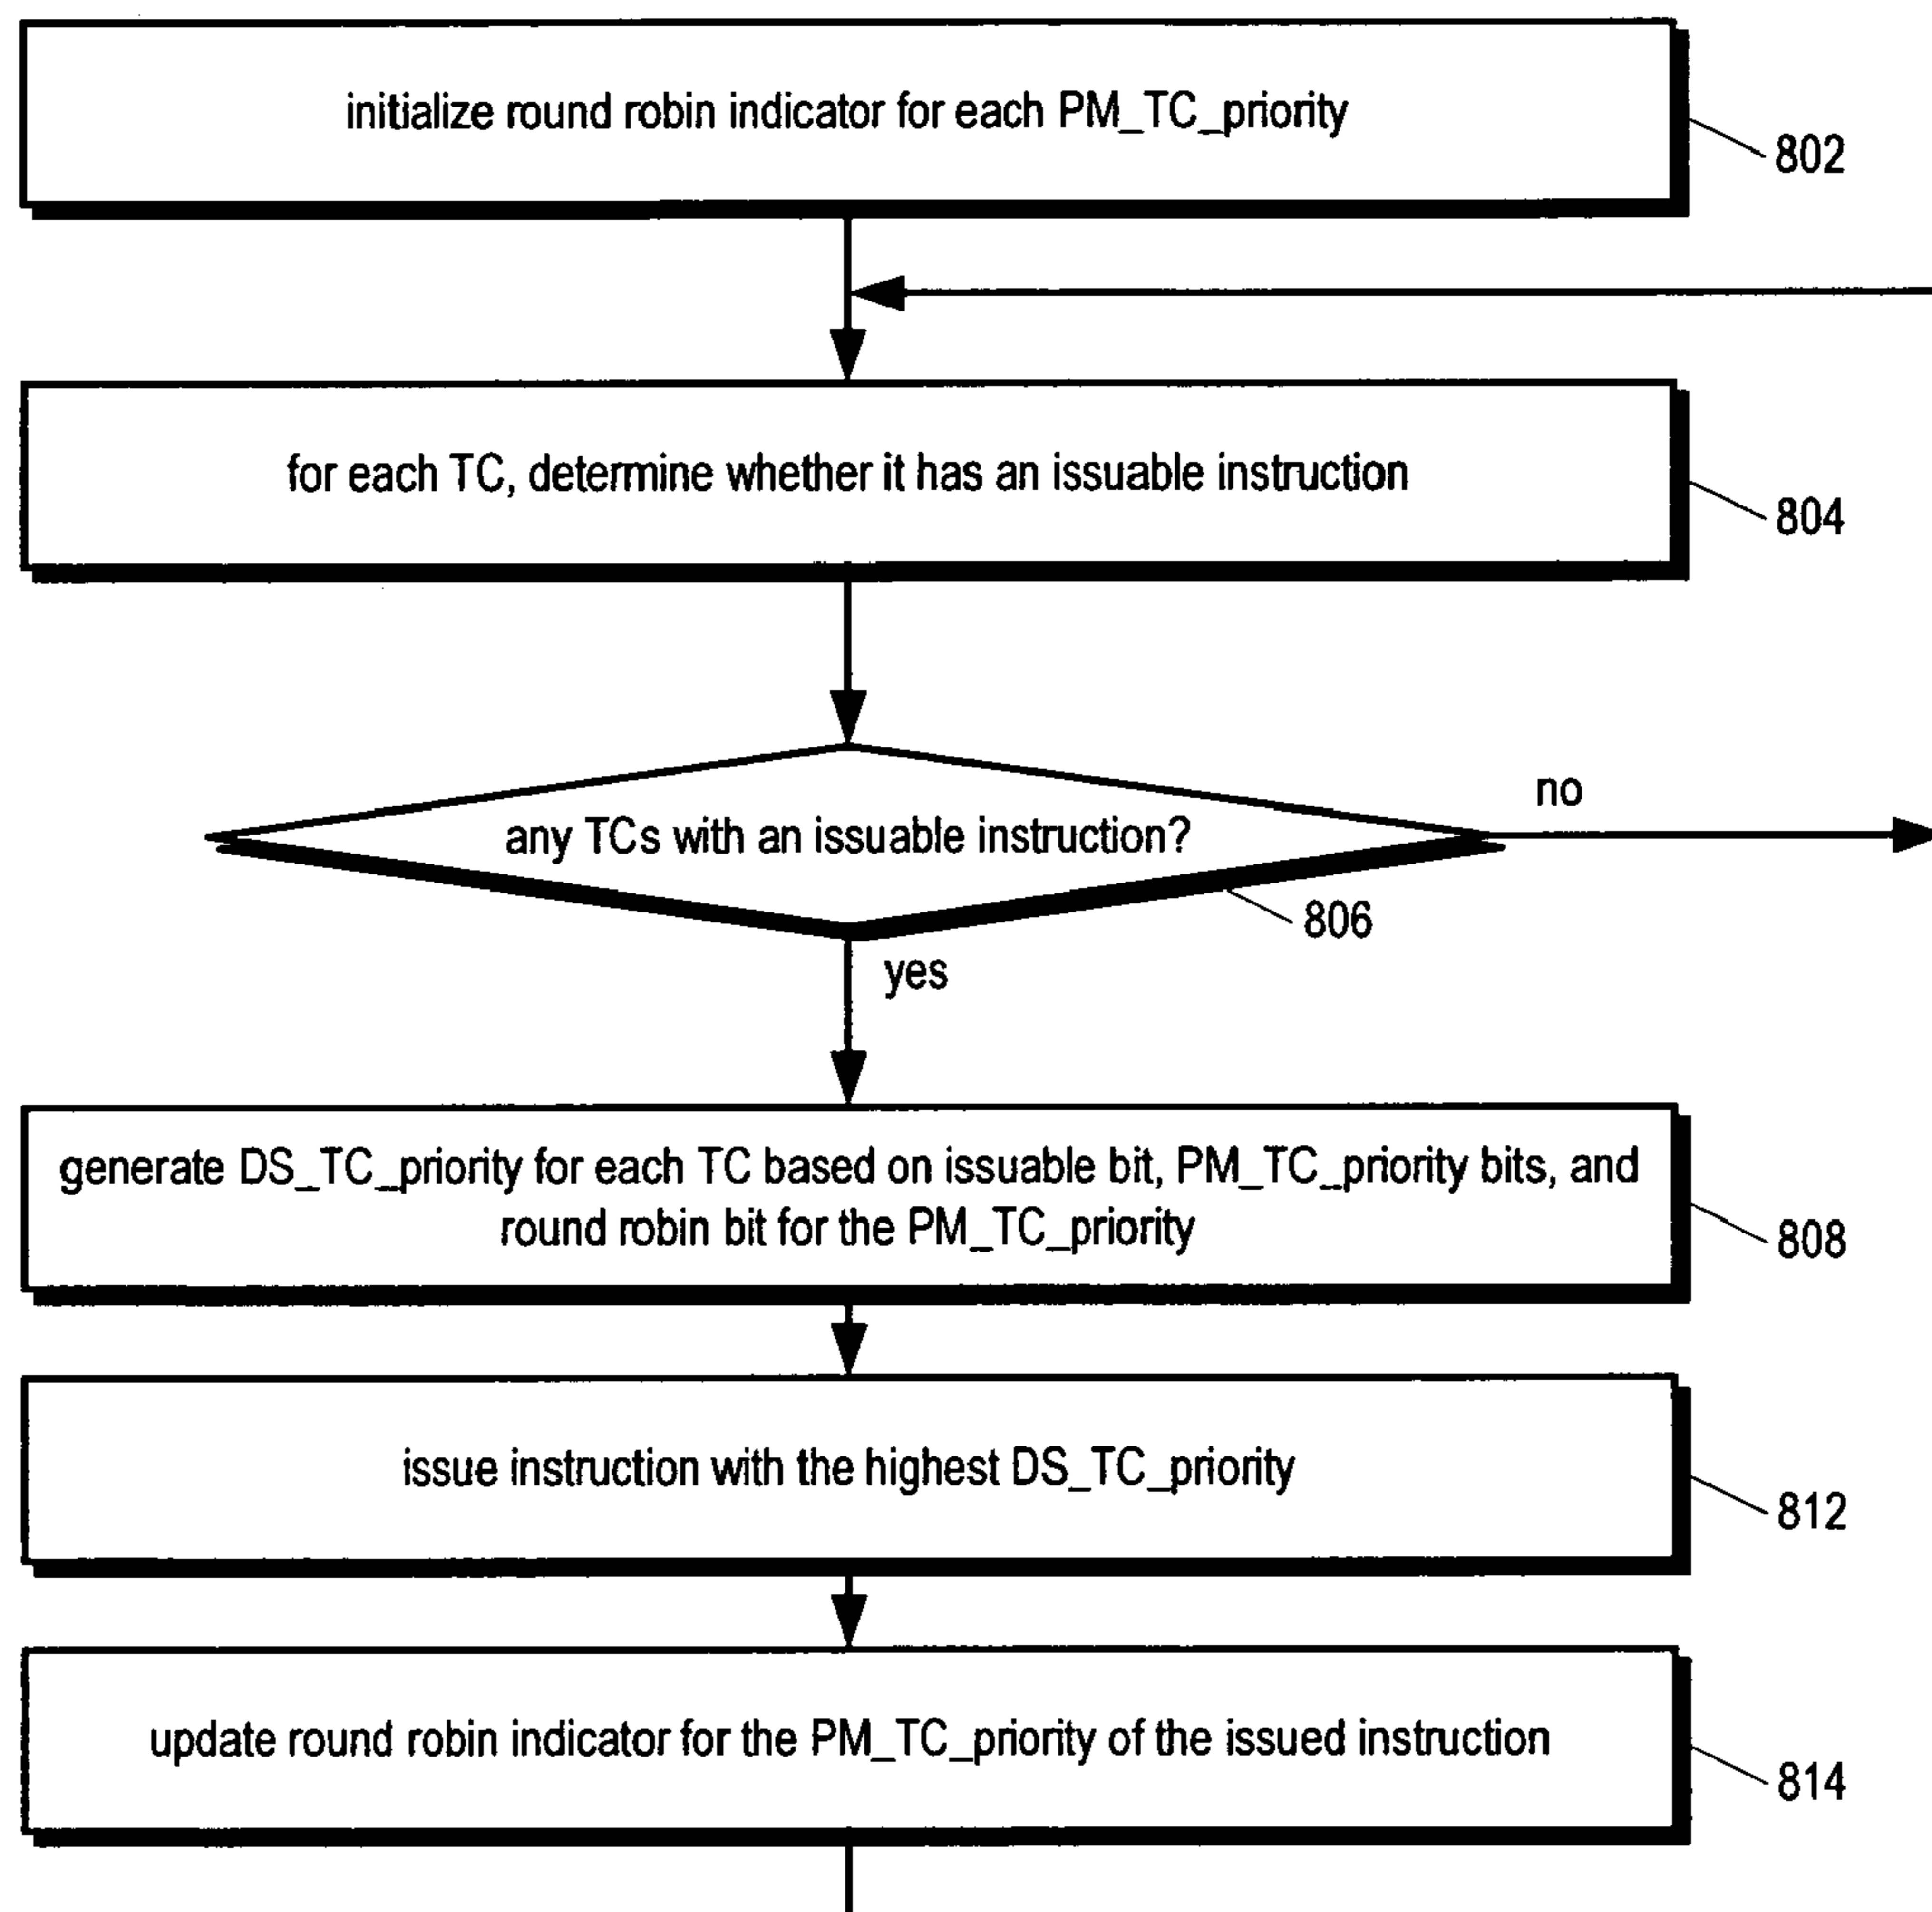 initialize round robin indicator for each PM_TC_priority
802
for each TC, determine whether it has an issuable instruction
804
any TCs with an issuable instruction?
no
806
yes
generate DS_TC_priority for each TC based on issuable bit, PM_TC_priority bits, and
round robin bit for the PM_TC_priority
808
issue instruction with the highest DS_TC_priority
812
update round robin indicator for the PM_TC_priority of the issued instruction
814